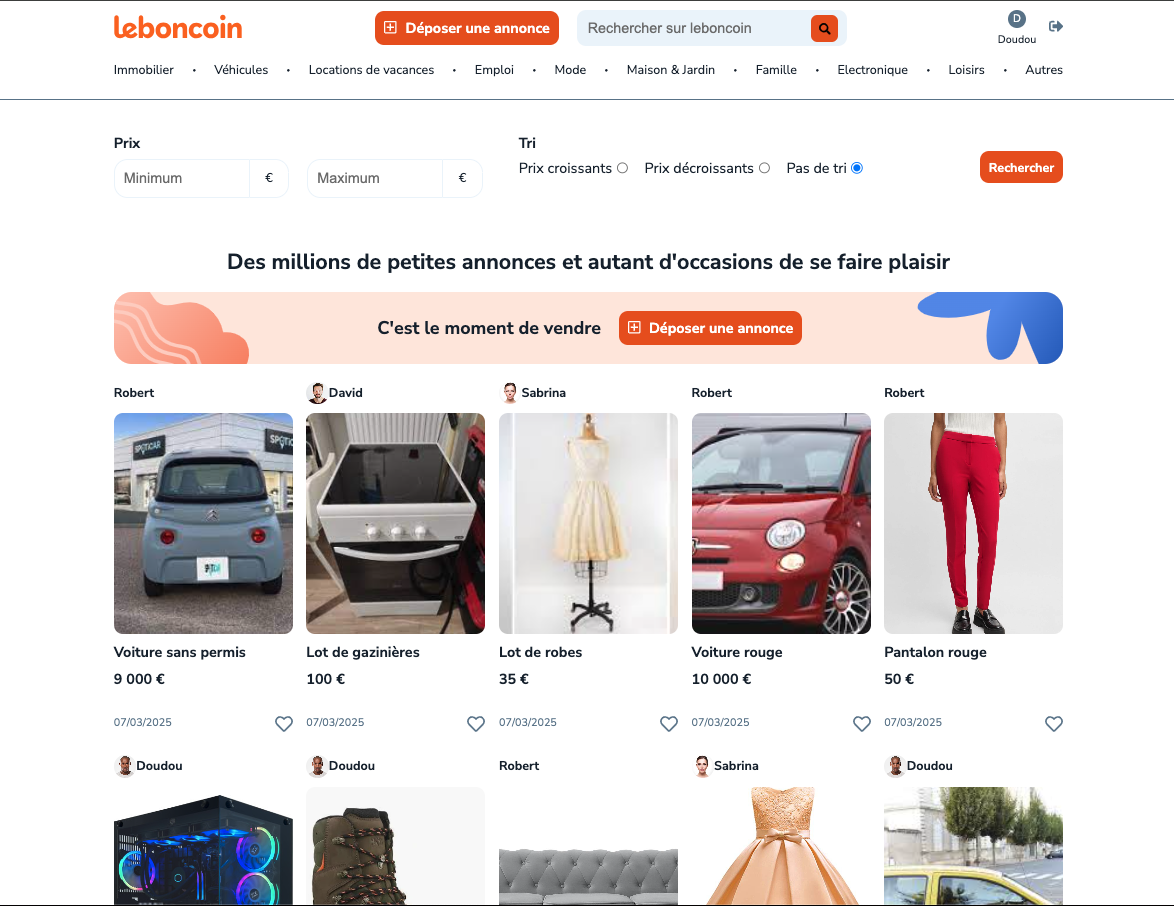 leboncoin
Déposer une annonce
Rechercher sur leboncoin
D
Doudou
Immobilier • Véhicules • Locations de vacances • Emploi • Mode • Maison & Jardin • Famille • Electronique • Loisirs • Autres
Prix
Minimum €
Maximum €
Tri
Prix croissants
Prix décroissants
Pas de tri
Rechercher
Des millions de petites annonces et autant d'occasions de se faire plaisir
C'est le moment de vendre
Déposer une annonce
Robert
SPOTICAR
Voiture sans permis
9 000 €
07/03/2025
David
Lot de gazinières
100 €
07/03/2025
Sabrina
Lot de robes
35 €
07/03/2025
Robert
Voiture rouge
10 000 €
07/03/2025
Robert
Pantalon rouge
50 €
07/03/2025
Doudou
Doudou
Robert
Sabrina
Doudou